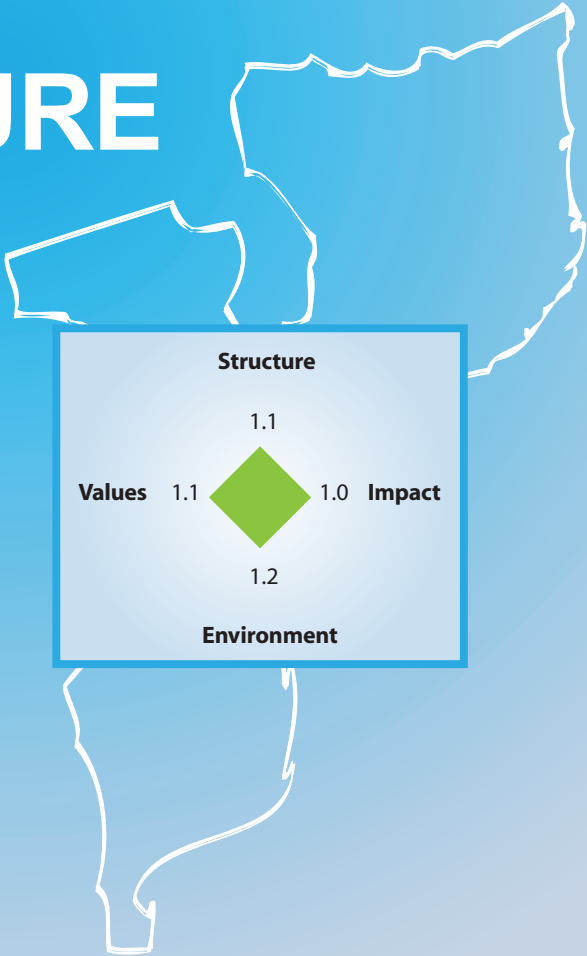 URE
Structure
1.1
Values 1.1 1.0 Impact
1.2
Environment